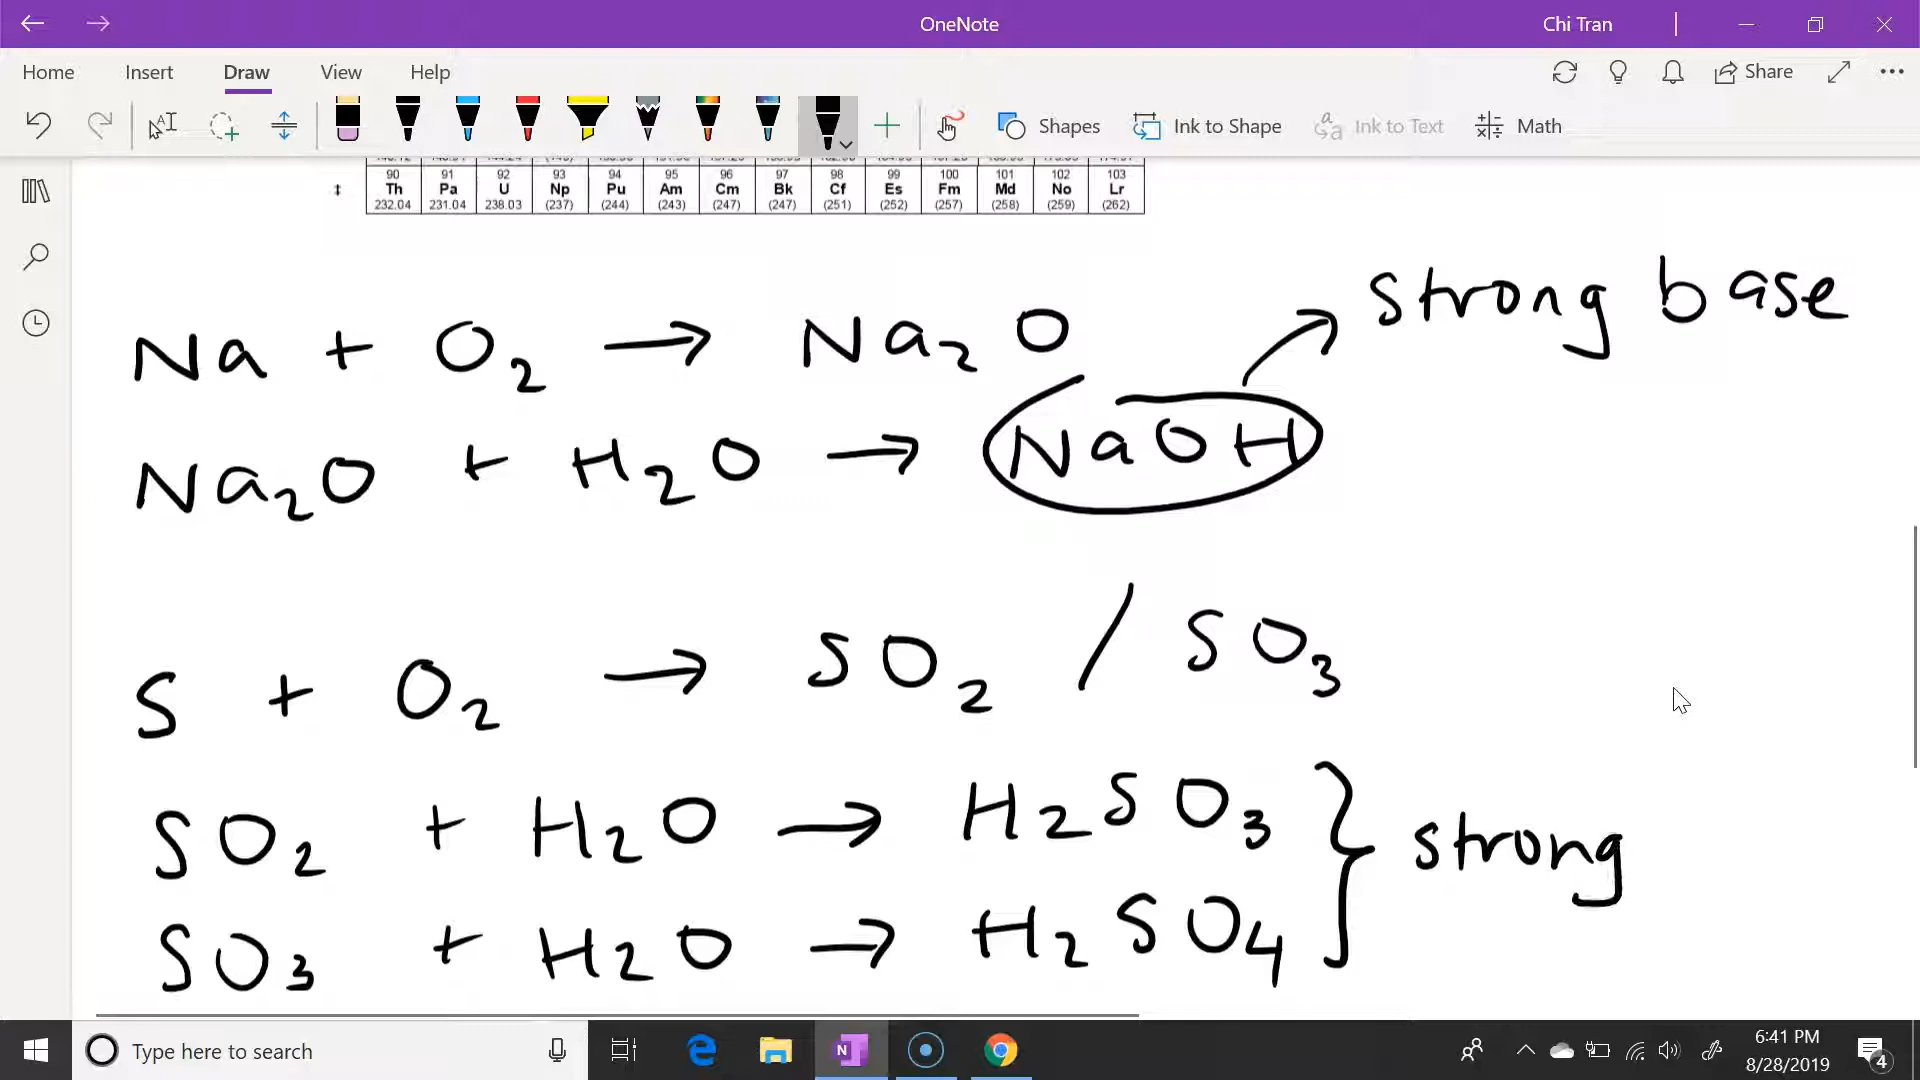 OneNote
Chi Tran
Home Insert Draw View Help
Share
Shapes Ink to Shape Ink to Text Math
90 91 92 93 94 95 96 97 98 99 100 101 102 103
‡ Th Pa U Np Pu Am Cm Bk Cf Es Fm Md No Lr
232.04 231.04 238.03 (237) (244) (243) (247) (247) (251) (252) (257) (258) (259) (262)
strong base
Na + O₂ → Na₂O
Na₂O + H₂O → NaOH
S + O₂ → SO₂ / SO₃
SO₂ + H₂O → H₂SO₃
strong
SO₃ + H₂O → H₂SO₄
Type here to search
6:41 PM
8/28/2019
4